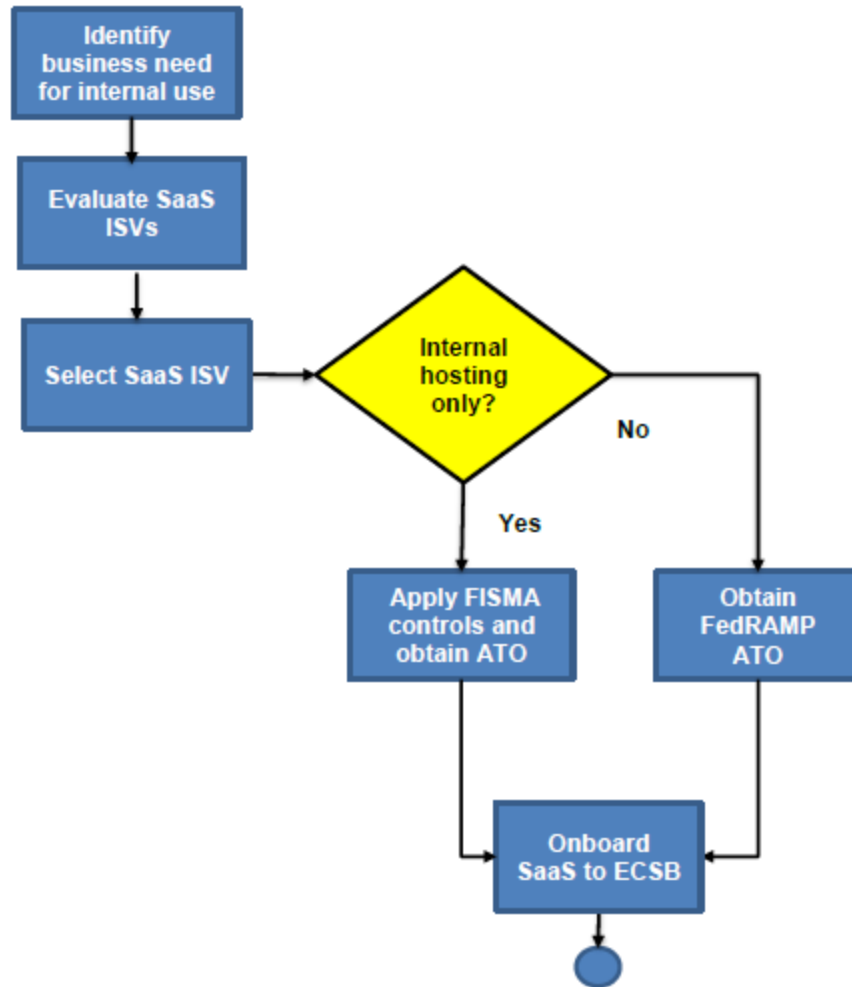 Identify
business need
for internal use
Evaluate SaaS
ISVs
Select SaaS ISV
Internal
hosting
only?
No
Yes
Apply FISMA
controls and
obtain ATO
Obtain
FedRAMP
ATO
Onboard
SaaS to ECSB